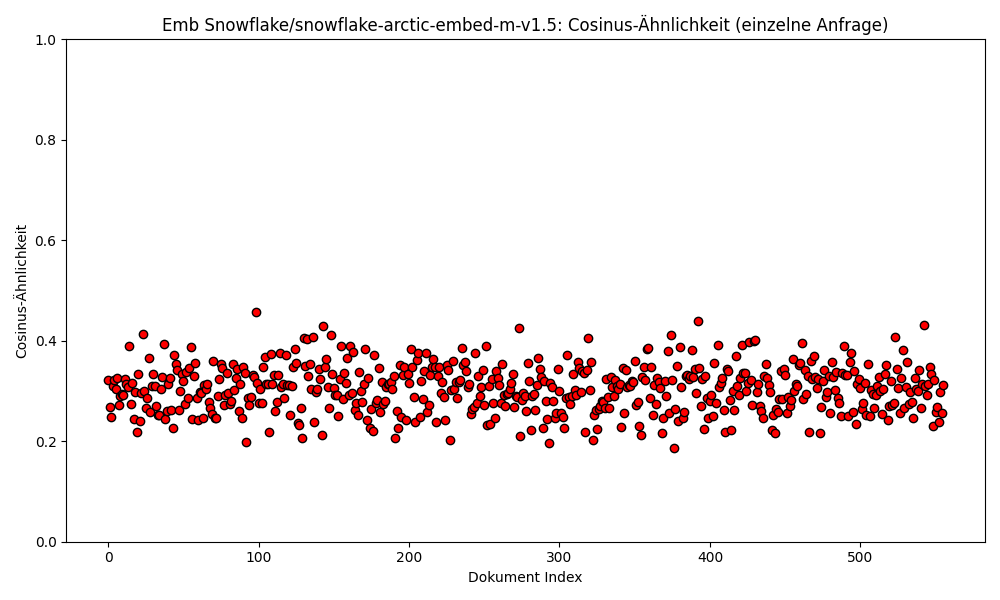 Emb Snowflake/snowflake-arctic-embed-m-v1.5: Cosinus-Ähnlichkeit (einzelne Anfrage)
1.0
0.8
0.6
0.4
0.2
0.0
Cosinus-Ähnlichkeit
0 100 200 300 400 500
Dokument Index